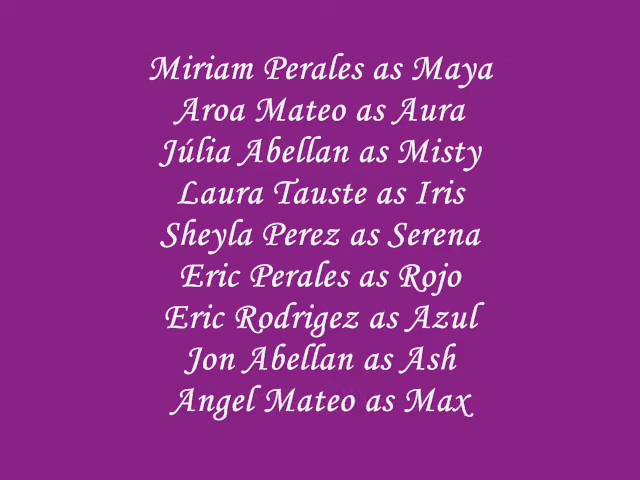 Miriam Perales as Maya
Aroa Mateo as Aura
Júlia Abellan as Misty
Laura Tauste as Iris
Sheyla Perez as Serena
Eric Perales as Rojo
Eric Rodrigez as Azul
Jon Abellan as Ash
Angel Mateo as Max